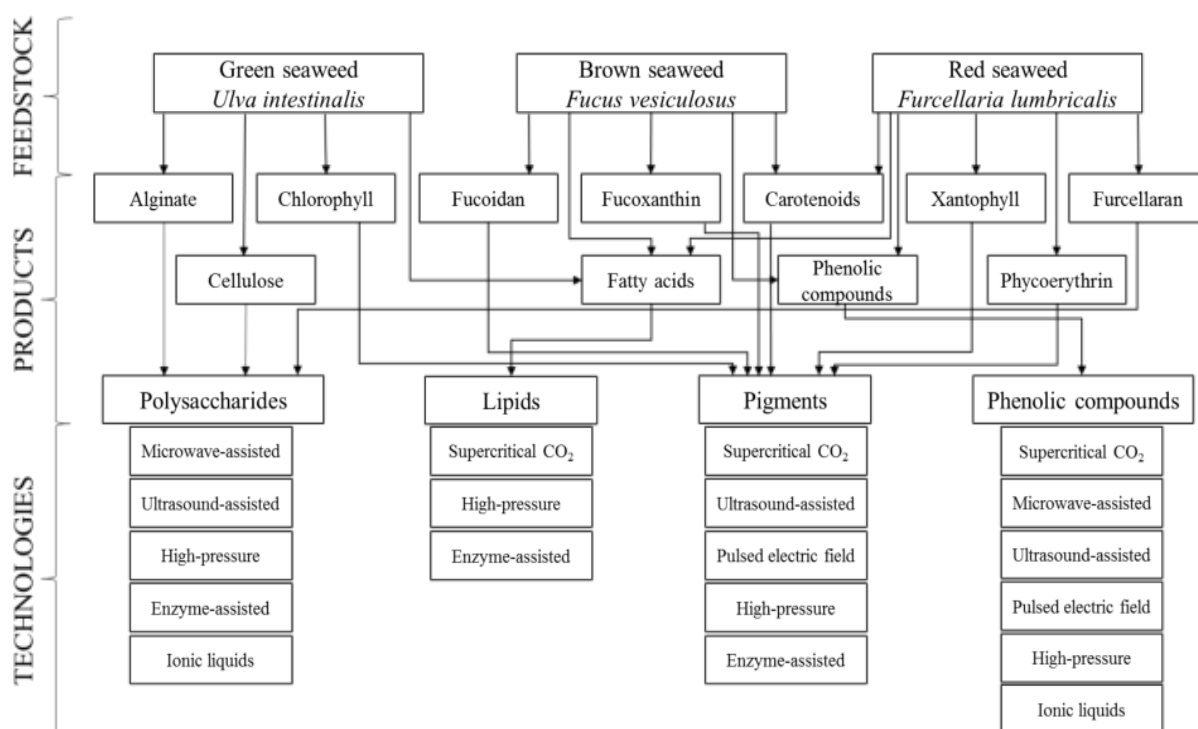 FEEDSTOCK
Green seaweed
Ulva intestinalis
Brown seaweed
Fucus vesiculosus
Red seaweed
Furcellaria lumbricalis
PRODUCTS
Alginate
Chlorophyll
Fucoidan
Fucoxanthin
Carotenoids
Xantophyll
Furcellaran
Cellulose
Fatty acids
Phenolic
compounds
Phycoerythrin
Polysaccharides
Lipids
Pigments
Phenolic compounds
TECHNOLOGIES
Microwave-assisted
Ultrasound-assisted
High-pressure
Enzyme-assisted
Ionic liquids
Supercritical CO₂
High-pressure
Enzyme-assisted
Supercritical CO₂
Ultrasound-assisted
Pulsed electric field
High-pressure
Enzyme-assisted
Supercritical CO₂
Microwave-assisted
Ultrasound-assisted
Pulsed electric field
High-pressure
Ionic liquids